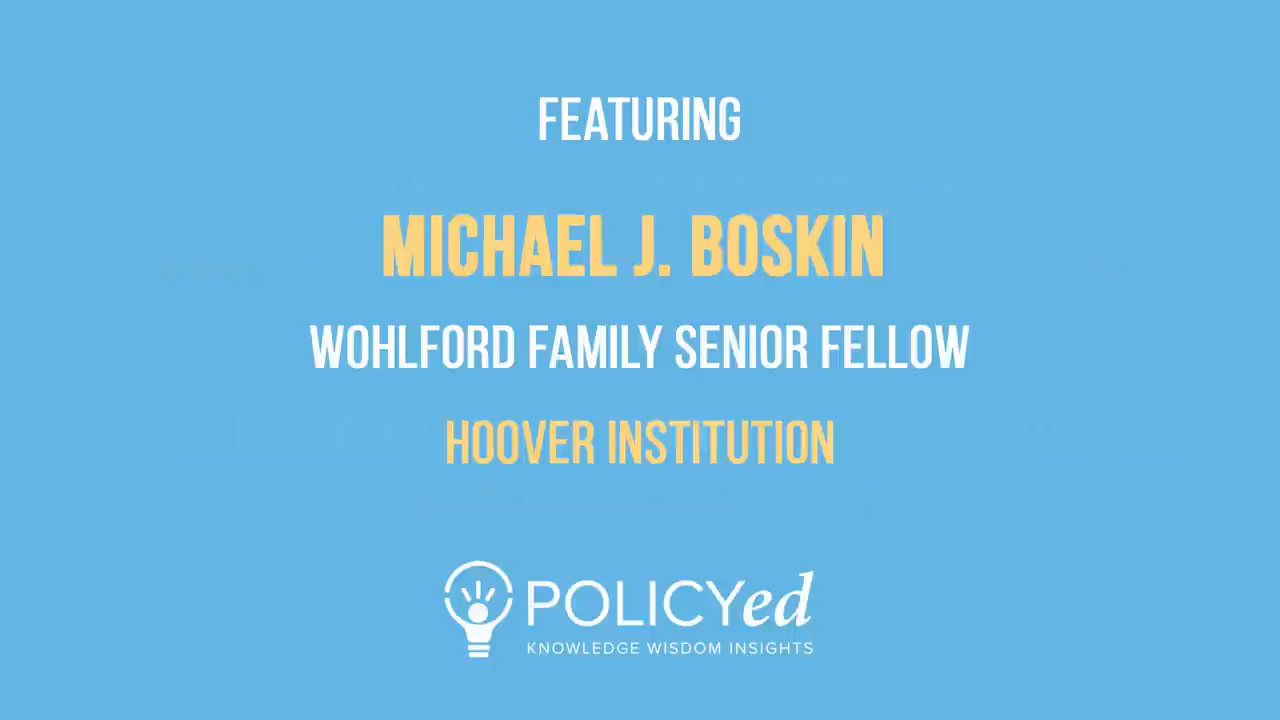 FEATURING
MICHAEL J. BOSKIN
WOHLFORD FAMILY SENIOR FELLOW
HOOVER INSTITUTION
POLICYed
KNOWLEDGE WISDOM INSIGHTS